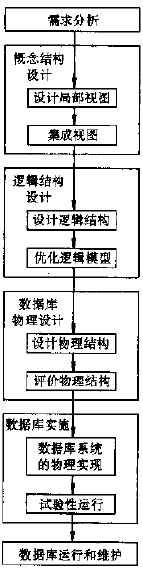 需求分析
概念结构
设计
设计局部视图
集成视图
逻辑结构
设计
设计逻辑结构
优化逻辑模型
数据库
物理设计
设计物理结构
评价物理结构
数据库实施
数据库系统
的物理实现
试验性运行
数据库运行和维护